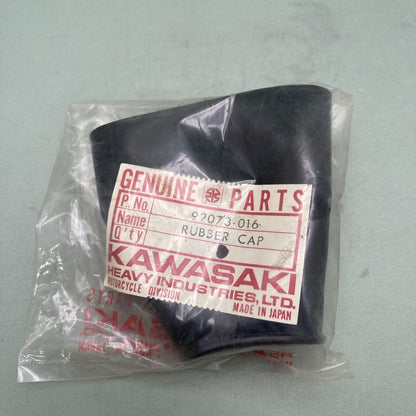 GENUINE PARTS
P. No. 92073-016
Name RUBBER CAP
Q'ty
KAWASAKI
HEAVY INDUSTRIES, LTD.
MOTORCYCLE DIVISION MADE IN JAPAN